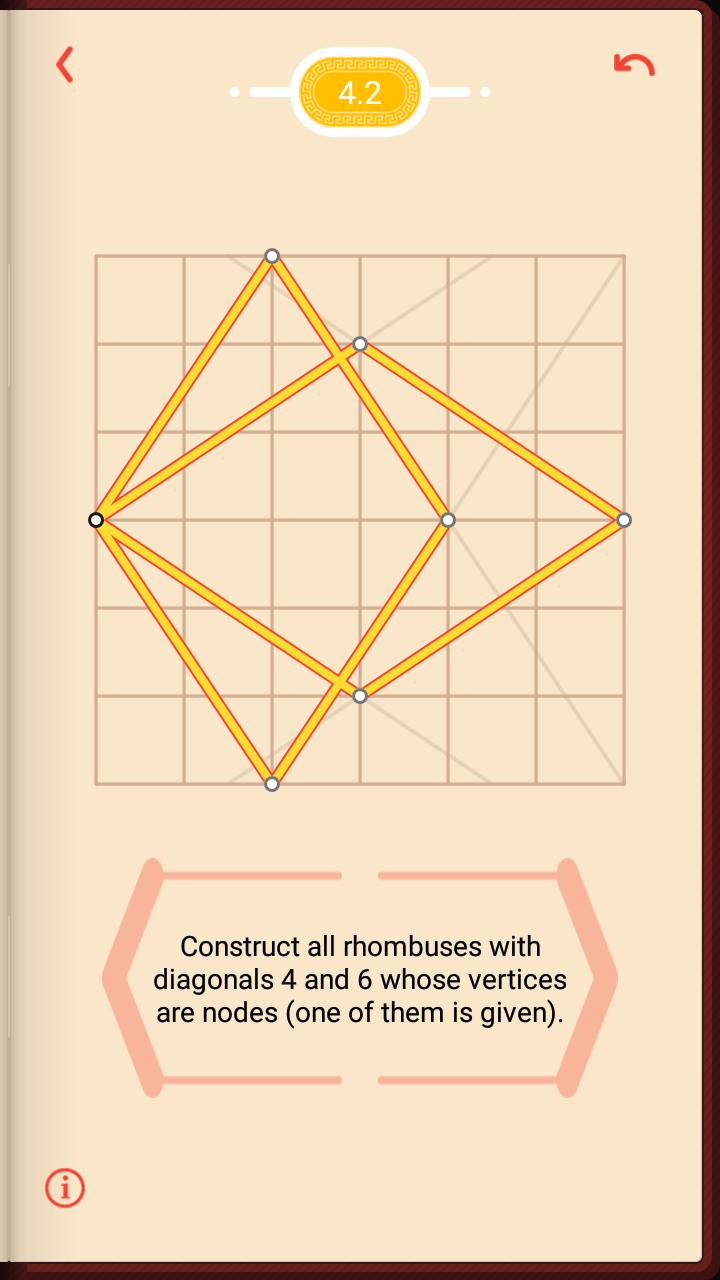 4.2
Construct all rhombuses with
diagonals 4 and 6 whose vertices
are nodes (one of them is given).
i